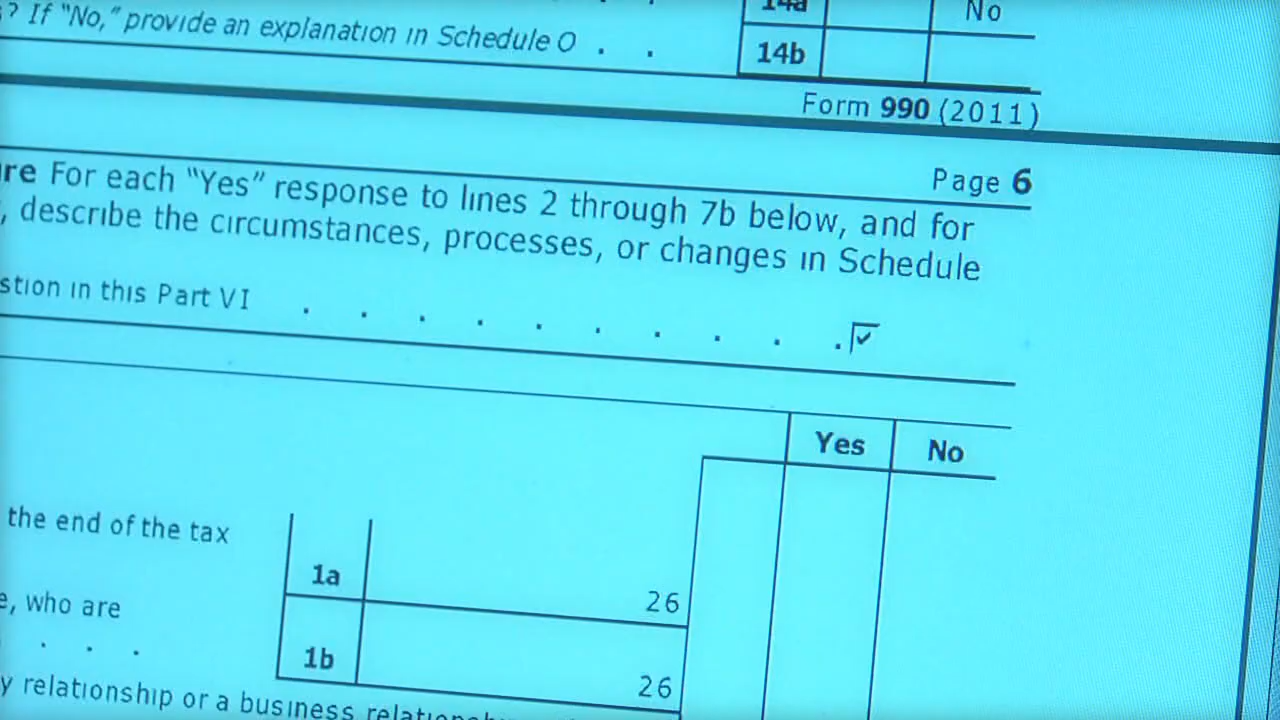 ? If "No," provide an explanation in Schedule O . .
14a
No
14b
Form 990 (2011)
Page 6
re For each "Yes" response to lines 2 through 7b below, and for
, describe the circumstances, processes, or changes in Schedule
stion in this Part VI . . . . . . . . . .
Yes No
the end of the tax
1a 26
e, who are
. . .
1b 26
y relationship or a business